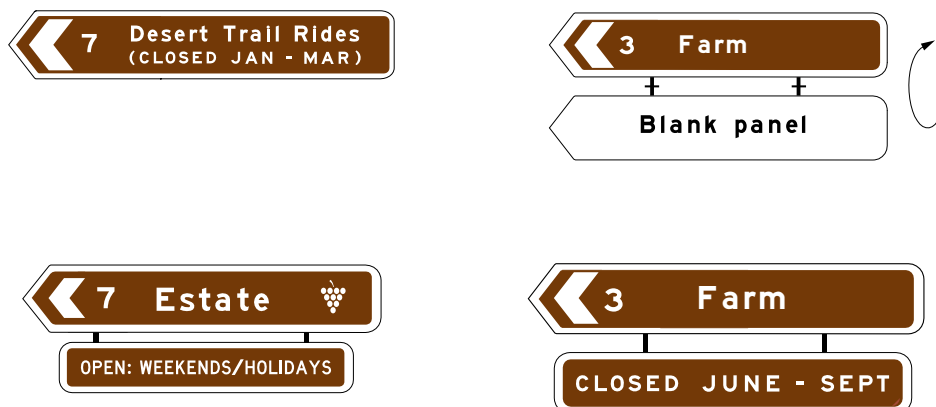 7 Desert Trail Rides
(CLOSED JAN - MAR)
3 Farm
Blank panel
7 Estate
OPEN: WEEKENDS/HOLIDAYS
3 Farm
CLOSED JUNE - SEPT